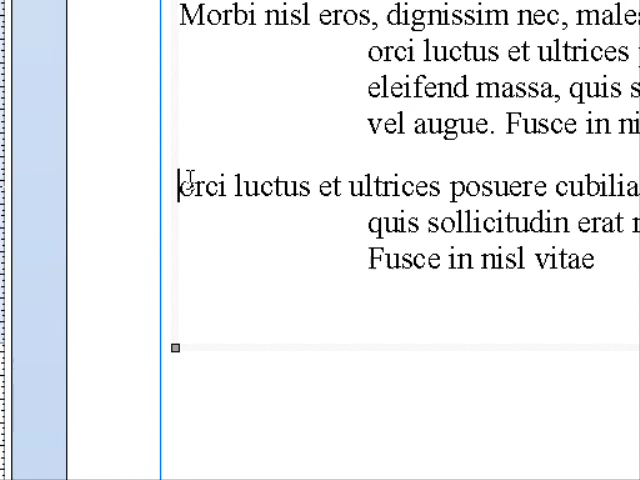 Morbi nisl eros, dignissim nec, males
orci luctus et ultrices
eleifend massa, quis s
vel augue. Fusce in ni
orci luctus et ultrices posuere cubilia
quis sollicitudin erat
Fusce in nisl vitae